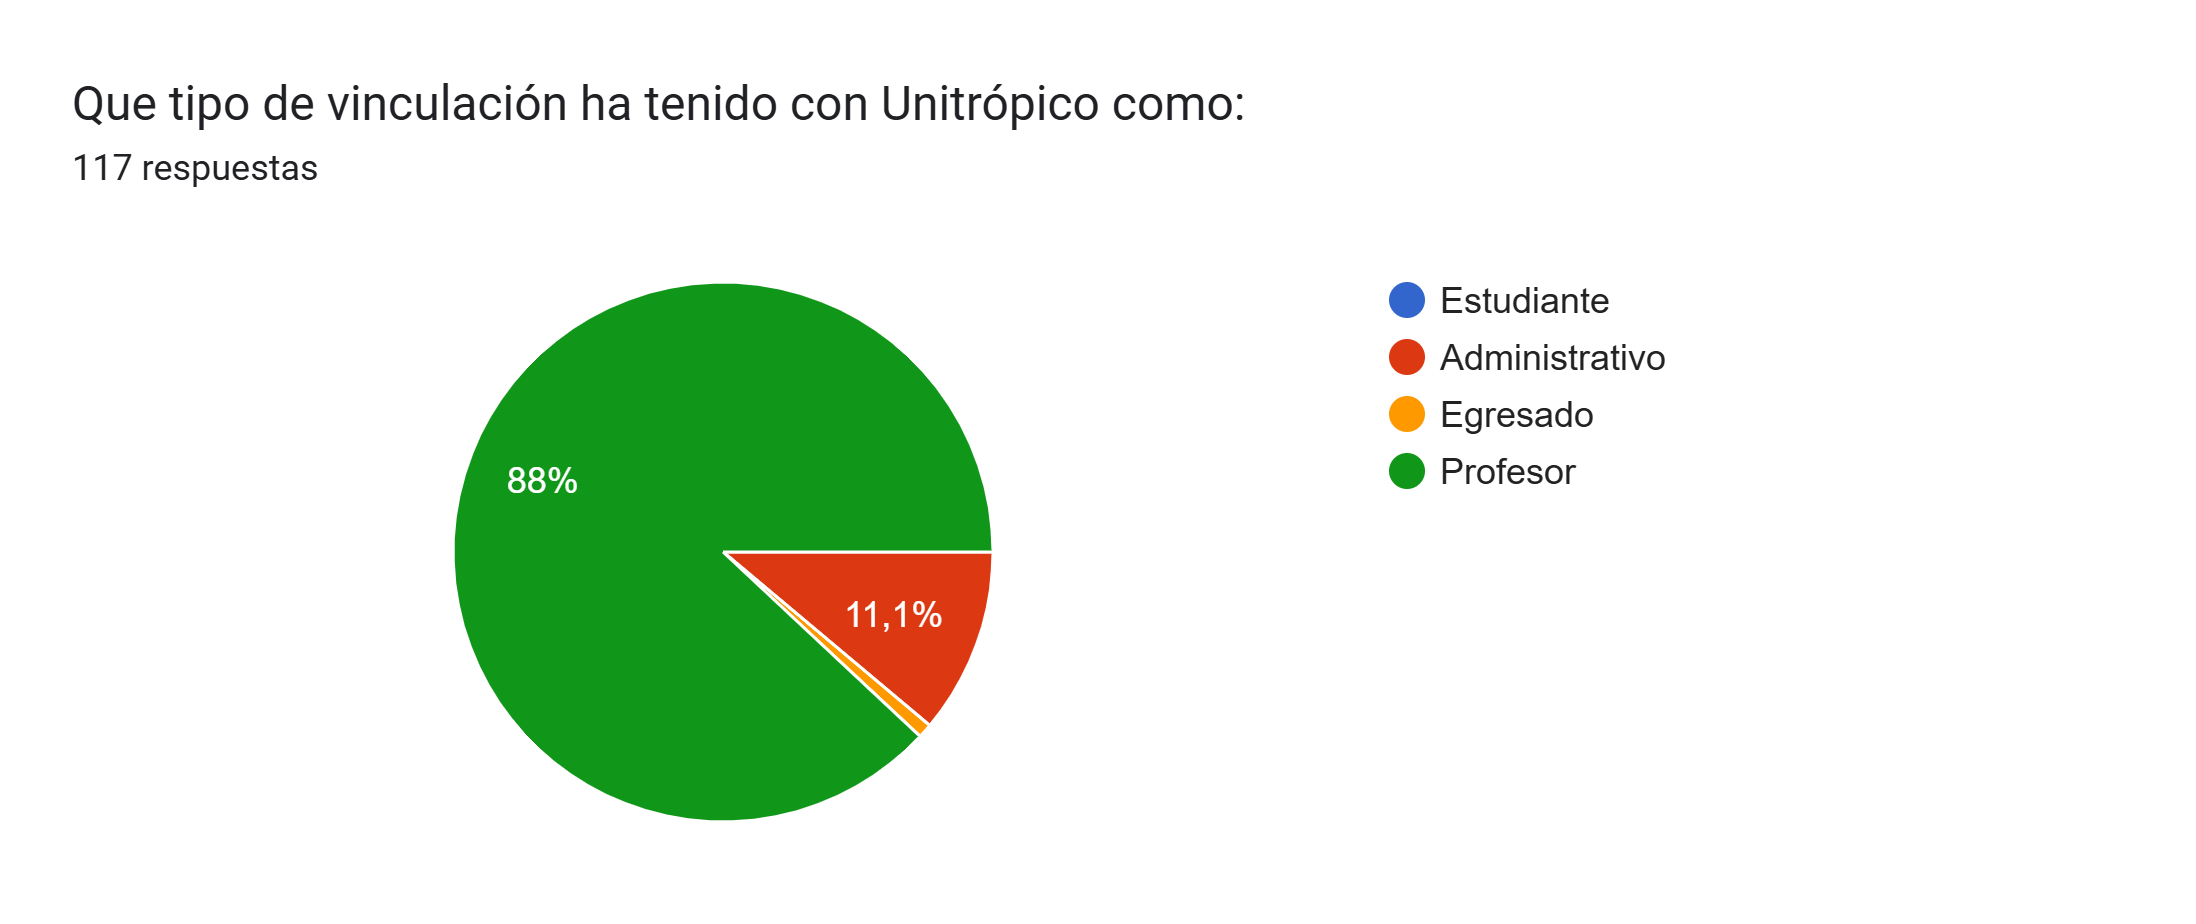 Que tipo de vinculación ha tenido con Unitrópico como:
117 respuestas
Estudiante
Administrativo
Egresado
Profesor
88%
11,1%